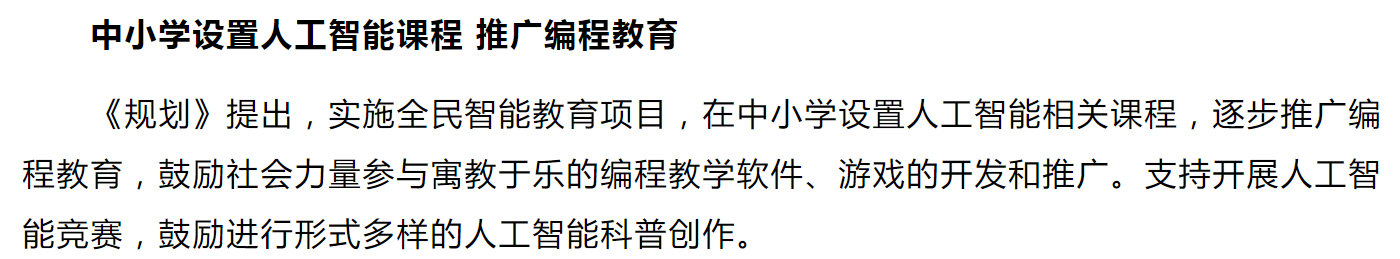 中小学设置人工智能课程 推广编程教育
《规划》提出，实施全民智能教育项目，在中小学设置人工智能相关课程，逐步推广编
程教育，鼓励社会力量参与寓教于乐的编程教学软件、游戏的开发和推广。支持开展人工智
能竞赛，鼓励进行形式多样的人工智能科普创作。